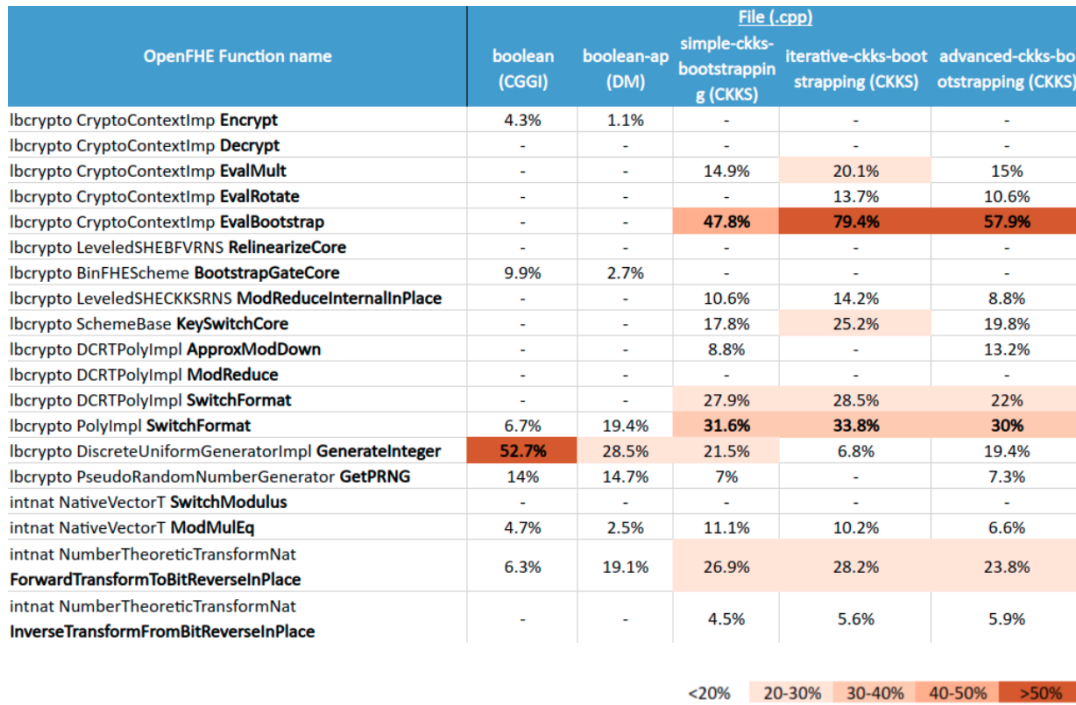 File (.cpp)
OpenFHE Function name
boolean (CGGI)
boolean-ap (DM)
simple-ckks-bootstrappin g (CKKS)
iterative-ckks-boot strapping (CKKS)
advanced-ckks-bo otstrapping (CKKS)
lbcrypto CryptoContextImp Encrypt 4.3% 1.1% - - -
lbcrypto CryptoContextImp Decrypt - - - - -
lbcrypto CryptoContextImp EvalMult - - 14.9% 20.1% 15%
lbcrypto CryptoContextImp EvalRotate - - - 13.7% 10.6%
lbcrypto CryptoContextImp EvalBootstrap - - 47.8% 79.4% 57.9%
lbcrypto LeveledSHEBFVRNS RelinearizeCore - - - - -
lbcrypto BinFHEScheme BootstrapGateCore 9.9% 2.7% - - -
lbcrypto LeveledSHECKKSRNS ModReduceInternalInPlace - - 10.6% 14.2% 8.8%
lbcrypto SchemeBase KeySwitchCore - - 17.8% 25.2% 19.8%
lbcrypto DCRTPolyImpl ApproxModDown - - 8.8% - 13.2%
lbcrypto DCRTPolyImpl ModReduce - - - - -
lbcrypto DCRTPolyImpl SwitchFormat - - 27.9% 28.5% 22%
lbcrypto PolyImpl SwitchFormat 6.7% 19.4% 31.6% 33.8% 30%
lbcrypto DiscreteUniformGeneratorImpl GenerateInteger 52.7% 28.5% 21.5% 6.8% 19.4%
lbcrypto PseudoRandomNumberGenerator GetPRNG 14% 14.7% 7% - 7.3%
intnat NativeVectorT SwitchModulus - - - - -
intnat NativeVectorT ModMulEq 4.7% 2.5% 11.1% 10.2% 6.6%
intnat NumberTheoreticTransformNat
ForwardTransformToBitReverseInPlace 6.3% 19.1% 26.9% 28.2% 23.8%
intnat NumberTheoreticTransformNat
InverseTransformFromBitReverseInPlace - - 4.5% 5.6% 5.9%
<20% 20-30% 30-40% 40-50% >50%